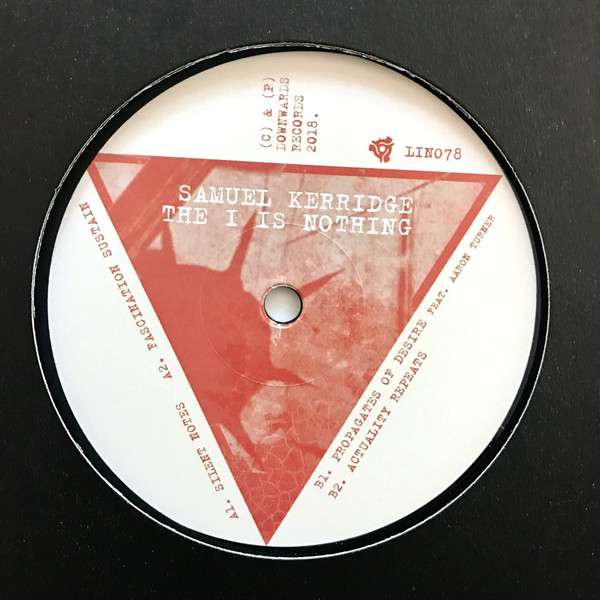 (C) & (P)
DOWNWARDS
RECORDS
2018.
LINO78
SAMUEL KERRIDGE
THE I IS NOTHING
A1. SILENT NOTES A2. FASCINATION SUSTAIN
B1. PROPAGATES OF DESIRE FEAT. AARON TURNER
B2. ACTUALITY REPEATS